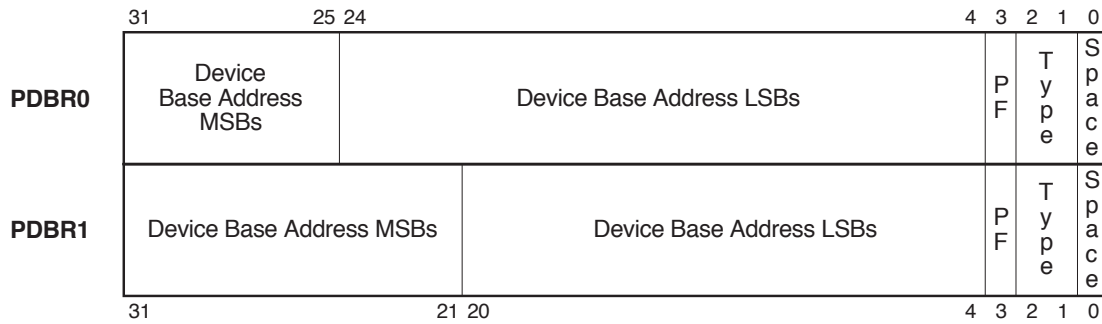 31 25 24 4 3 2 1 0
PDBR0
Device
Base Address
MSBs
Device Base Address LSBs
PF
Type
Space
PDBR1
Device Base Address MSBs
Device Base Address LSBs
PF
Type
Space
31 21 20 4 3 2 1 0